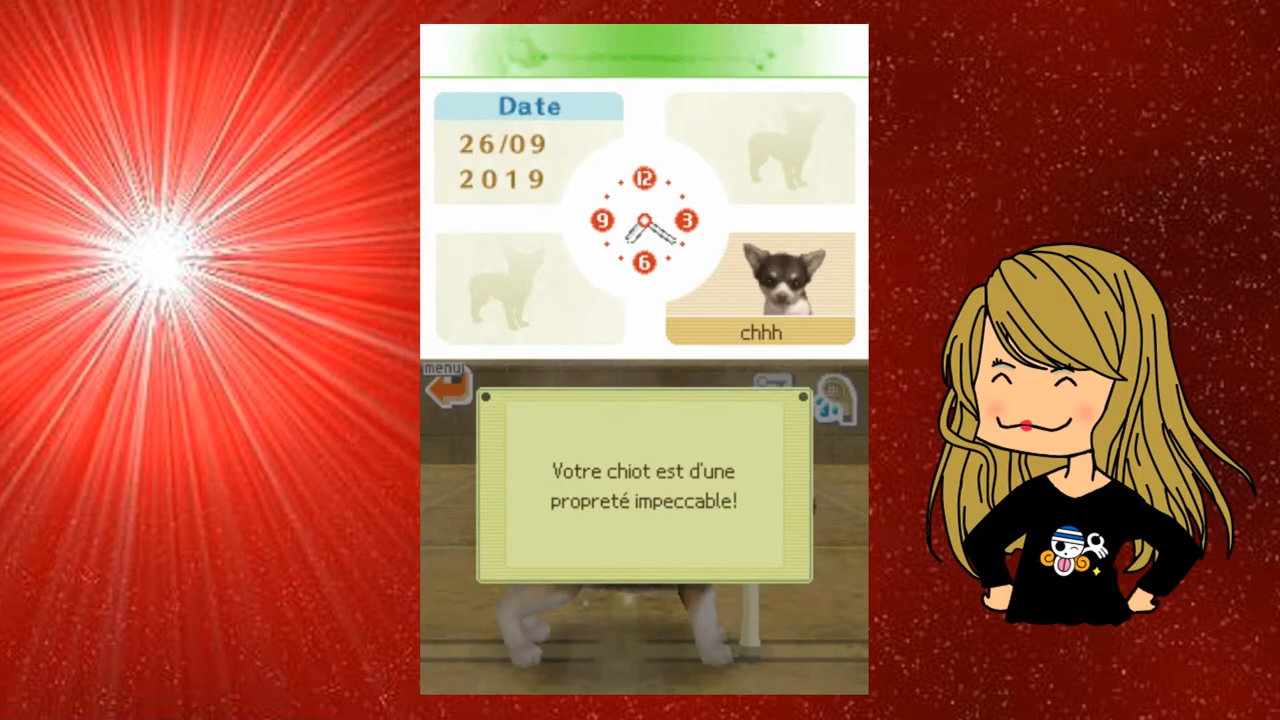 Date
26/09
2019
12
9
3
6
chhh
menu
Votre chiot est d'une
propreté impeccable!